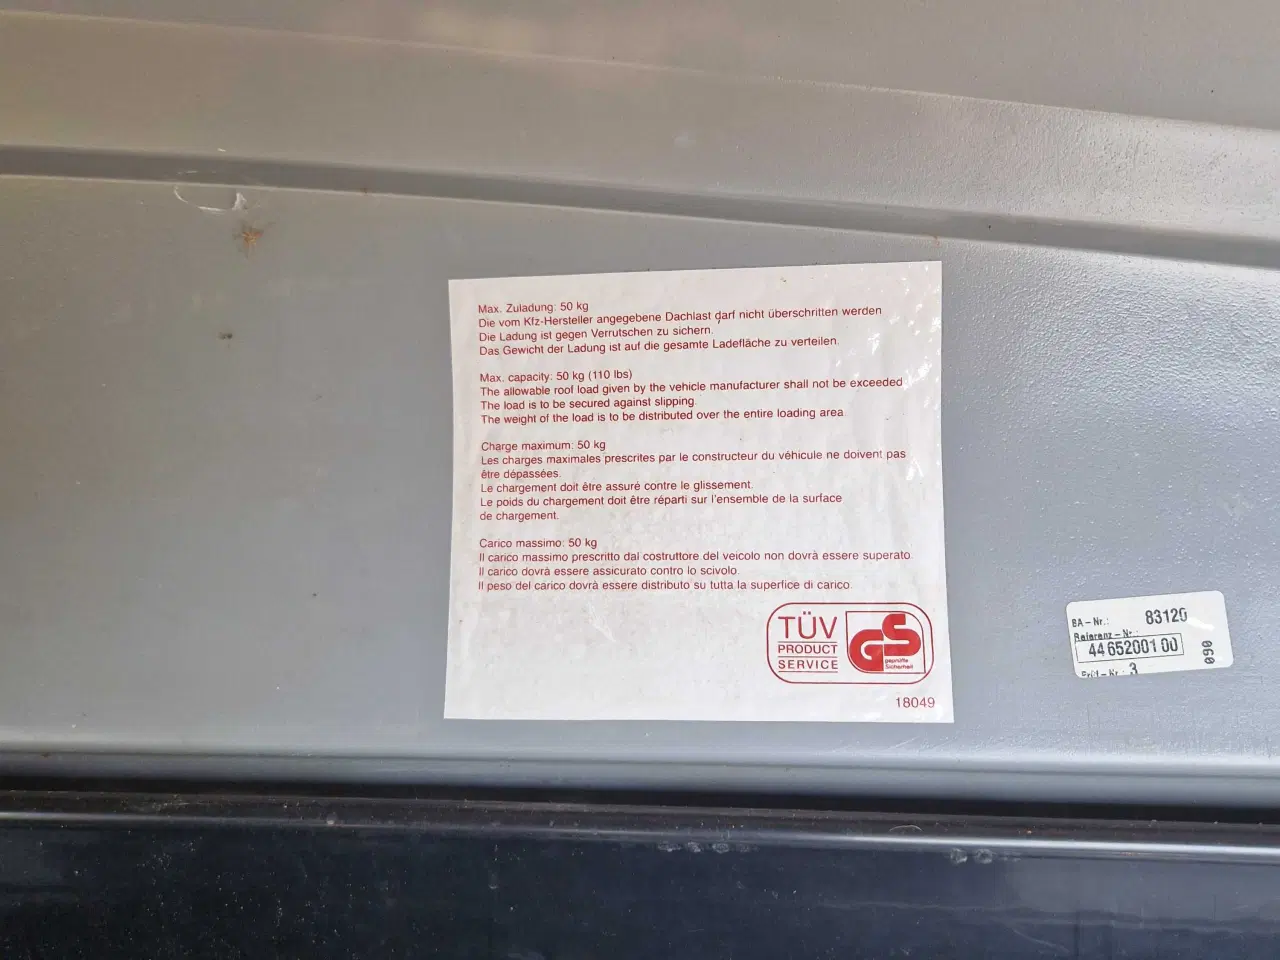 Max. Zuladung: 50 kg
Die vom Kfz-Hersteller angegebene Dachlast darf nicht überschritten werden
Die Ladung ist gegen Verrutschen zu sichern.
Das Gewicht der Ladung ist auf die gesamte Ladefläche zu verteilen.
Max. capacity: 50 kg (110 lbs)
The allowable roof load given by the vehicle manufacturer shall not be exceeded
The load is to be secured against slipping.
The weight of the load is to be distributed over the entire loading area
Charge maximum: 50 kg
Les charges maximales prescrites par le constructeur du véhicule ne doivent pas
être dépassées.
Le chargement doit être assuré contre le glissement.
Le poids du chargement doit être réparti sur l'ensemble de la surface
de chargement.
Carico massimo: 50 kg
Il carico massimo prescritto dal costruttore del veicolo non dovrà essere superato.
Il carico dovrà essere assicurato contro lo scivolo.
Il peso del carico dovrà essere distributo su tutta la superfice di carico.
TÜV
PRODUCT
SERVICE
GS
geprüfte
Sicherheit
18049
BA-Nr.: 83120
Referenz-Nr.:
44 652001 00
Prüf-Nr.: 3
090